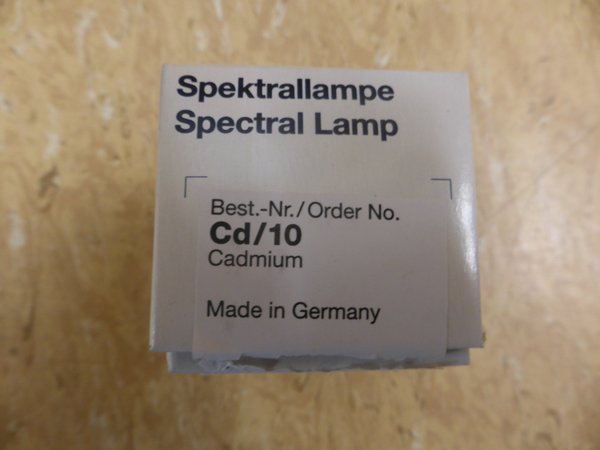 Spektrallampe
Spectral Lamp
Best.-Nr./Order No.
Cd/10
Cadmium
Made in Germany